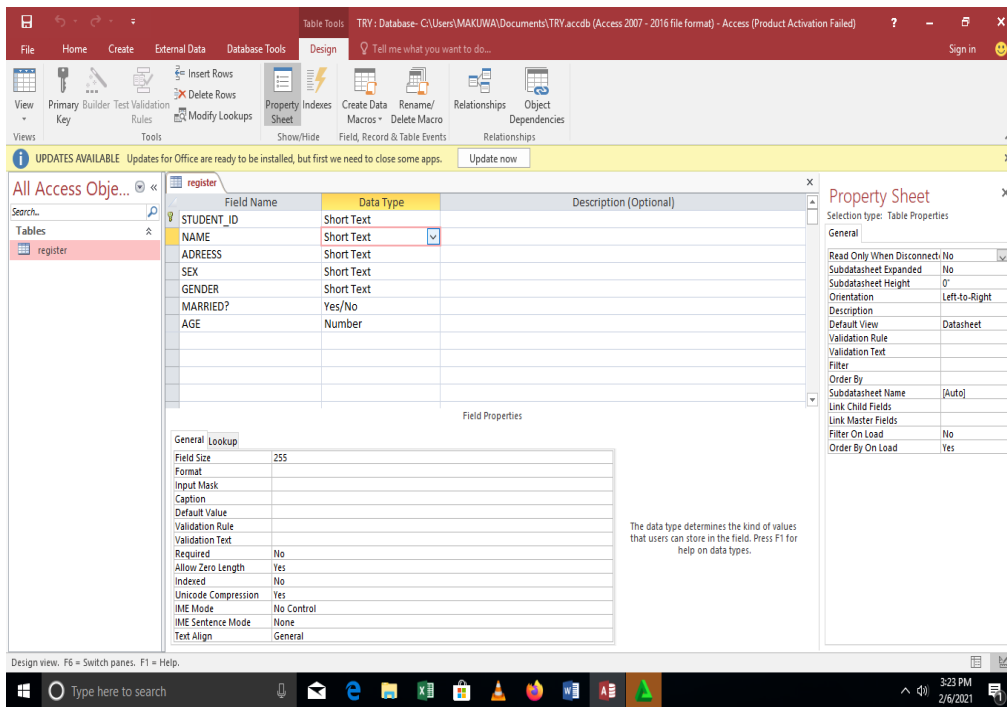 Table Tools TRY : Database- C:\Users\MAKUWA\Documents\TRY.accdb (Access 2007 - 2016 file format) - Access (Product Activation Failed) ?
File Home Create External Data Database Tools Design Tell me what you want to do... Sign in
View Primary Key Builder Test Validation Rules Insert Rows Delete Rows Modify Lookups Property Sheet Indexes Create Data Macros Rename/ Delete Macro Relationships Object Dependencies
Views Tools Show/Hide Field, Record & Table Events Relationships
UPDATES AVAILABLE Updates for Office are ready to be installed, but first we need to close some apps. Update now
All Access Obje...
Search...
Tables
register
register
Field Name Data Type Description (Optional)
STUDENT_ID Short Text
NAME Short Text
ADREESS Short Text
SEX Short Text
GENDER Short Text
MARRIED? Yes/No
AGE Number
Field Properties
General Lookup
Field Size 255
Format
Input Mask
Caption
Default Value
Validation Rule
Validation Text
Required No
Allow Zero Length Yes
Indexed No
Unicode Compression Yes
IME Mode No Control
IME Sentence Mode None
Text Align General
The data type determines the kind of values
that users can store in the field. Press F1 for
help on data types.
Property Sheet
Selection type: Table Properties
General
Read Only When Disconnect No
Subdatasheet Expanded No
Subdatasheet Height 0"
Orientation Left-to-Right
Description
Default View Datasheet
Validation Rule
Validation Text
Filter
Order By
Subdatasheet Name [Auto]
Link Child Fields
Link Master Fields
Filter On Load No
Order By On Load Yes
Design view. F6 = Switch panes. F1 = Help.
Type here to search
3:23 PM
2/6/2021